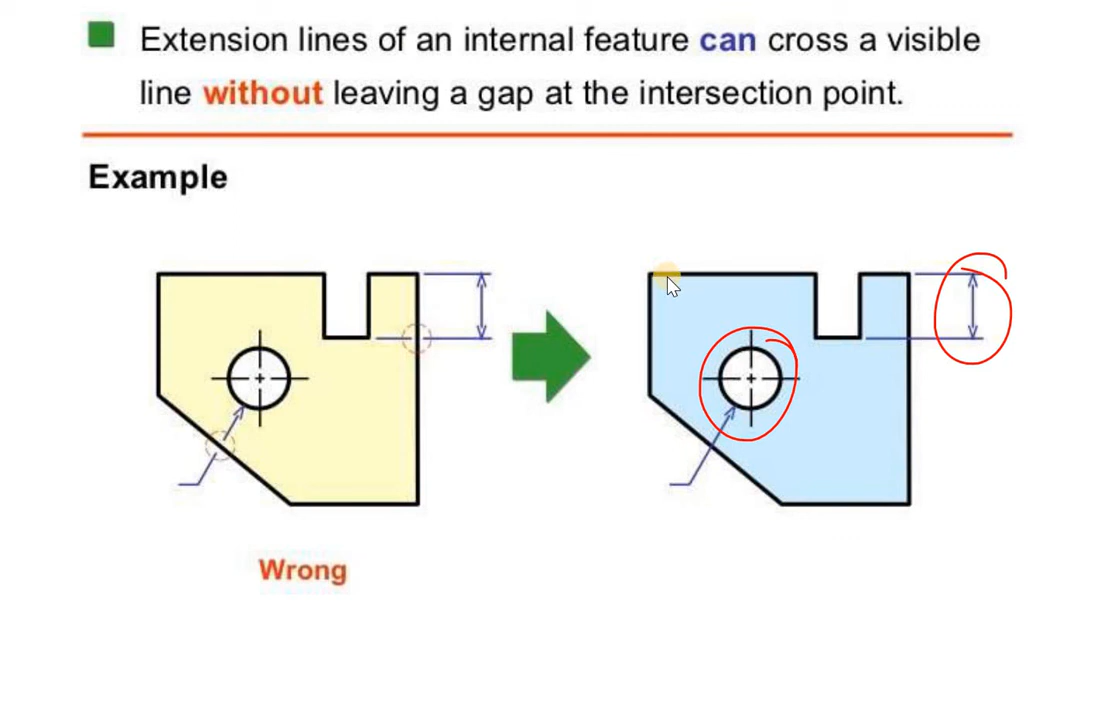 Extension lines of an internal feature can cross a visible
line without leaving a gap at the intersection point.
Example
Wrong